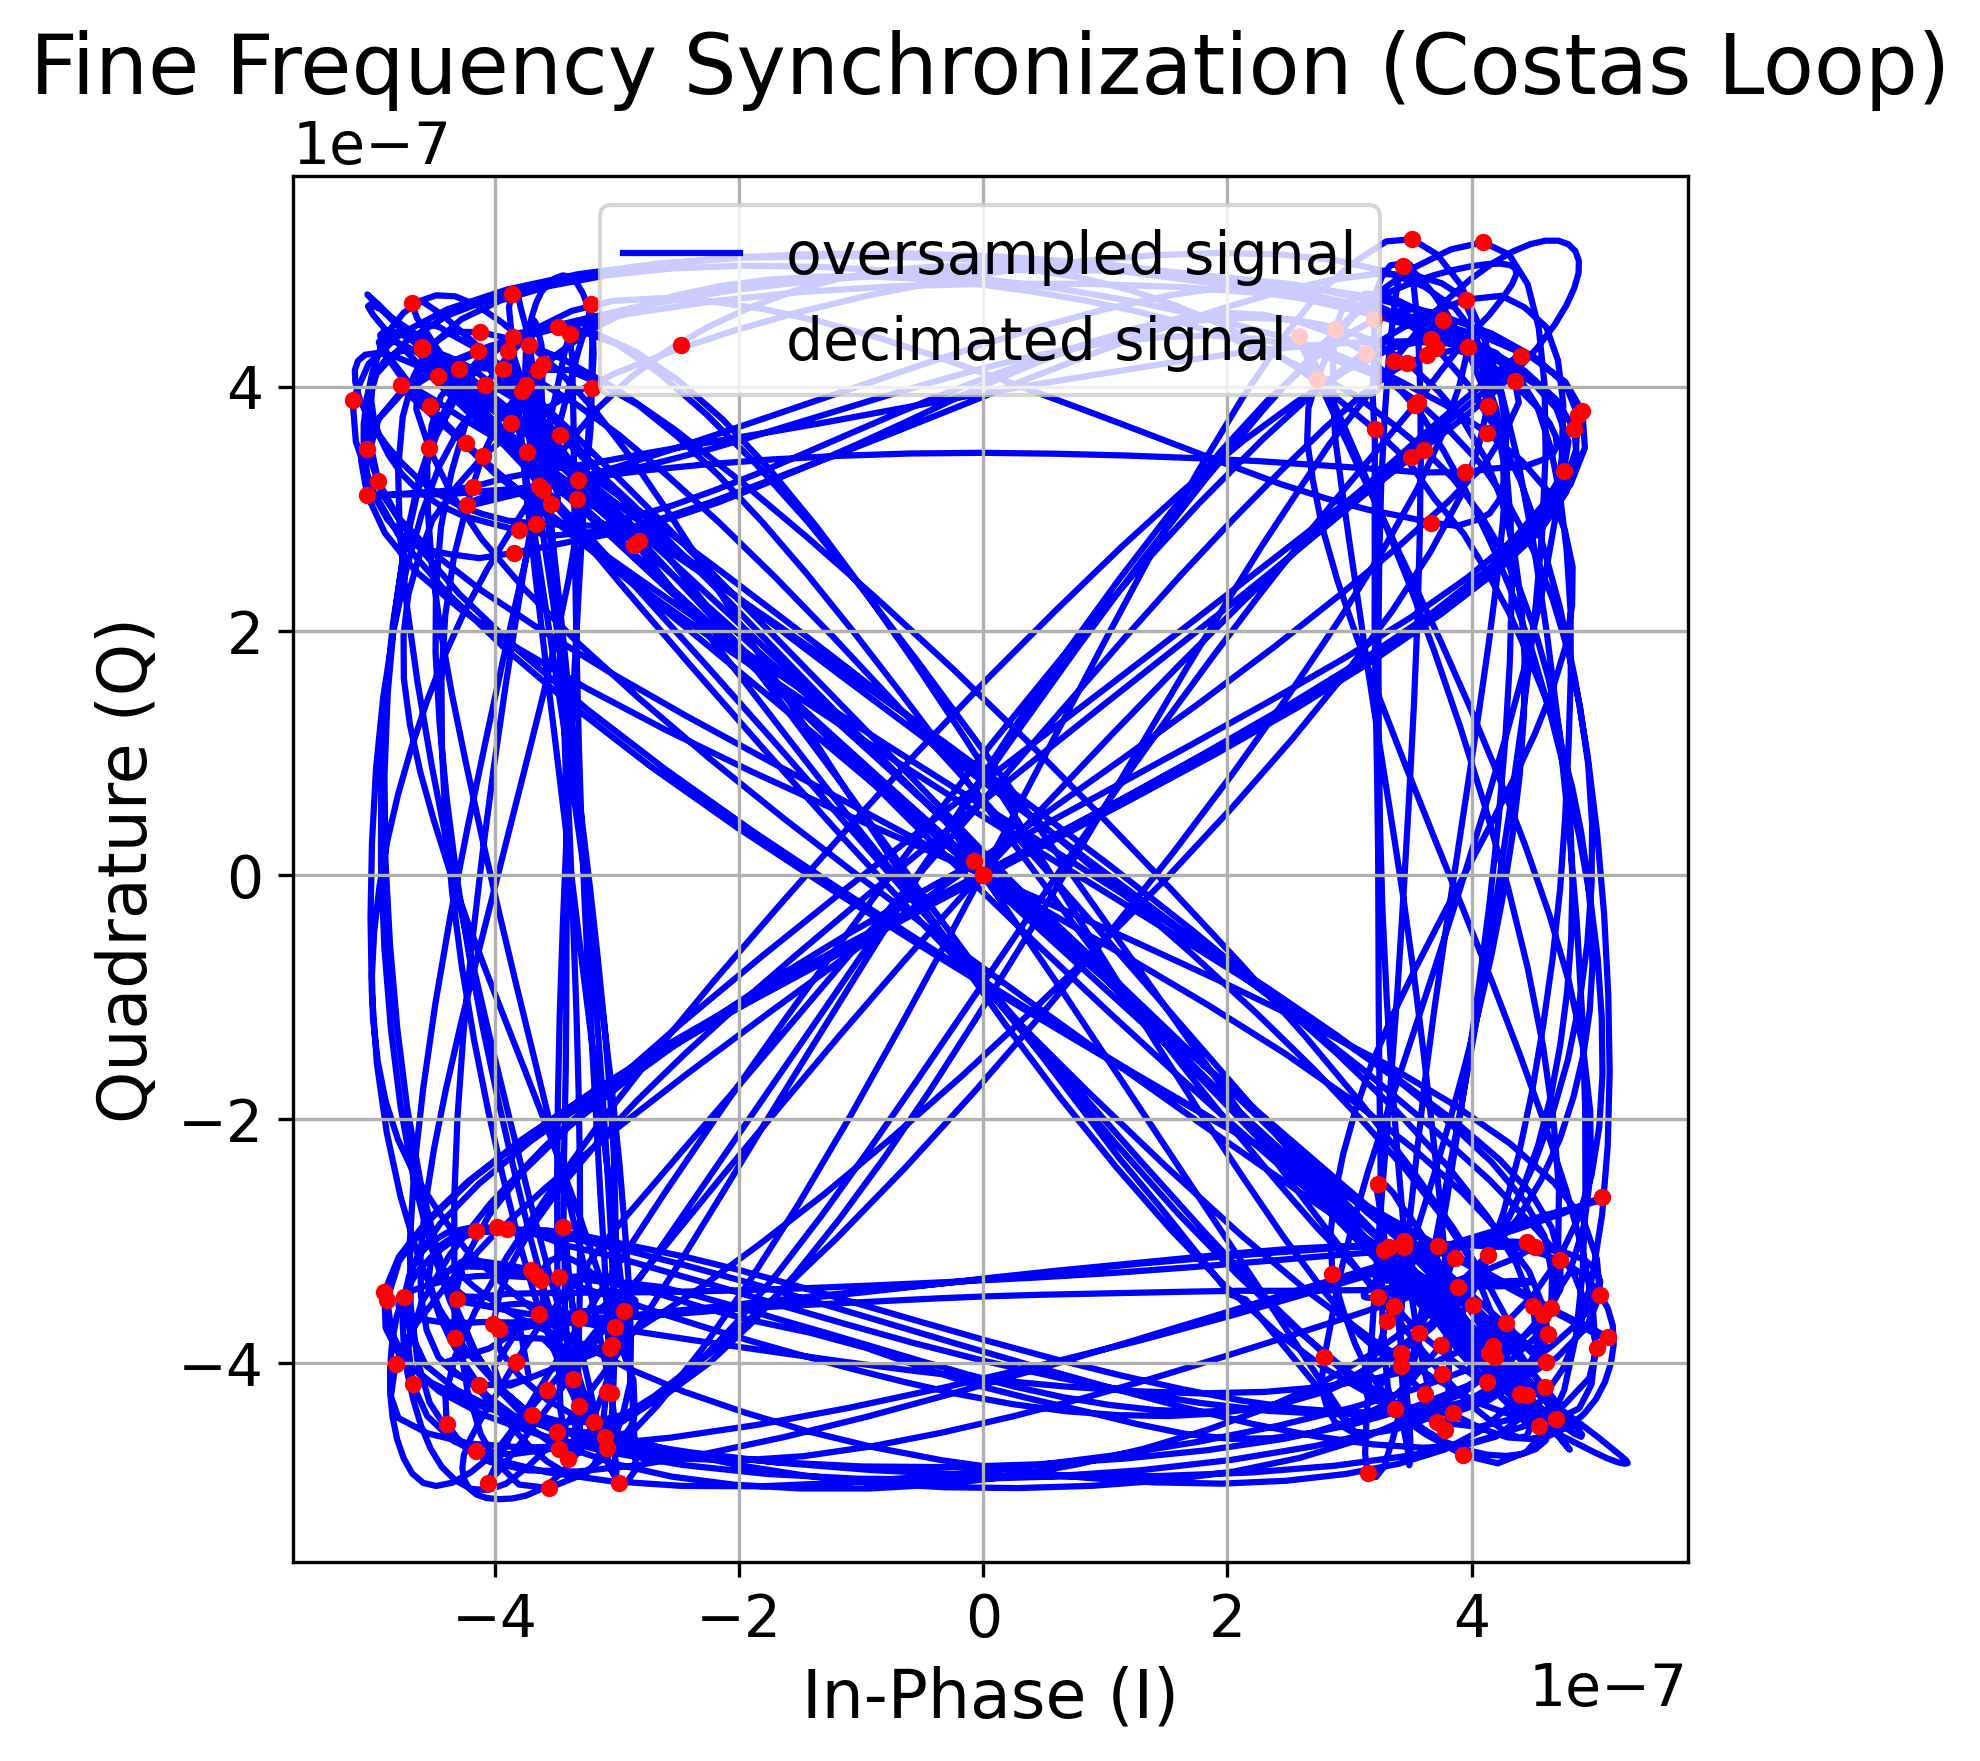 Fine Frequency Synchronization (Costas Loop)
1e−7
oversampled signal
decimated signal
4
2
0
−2
−4
Quadrature (Q)
−4 −2 0 2 4
1e−7
In-Phase (I)